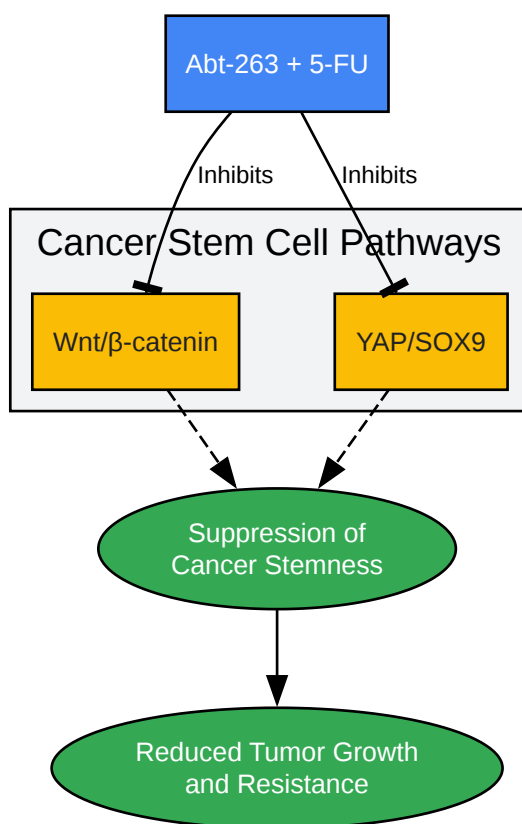 Abt-263 + 5-FU
Inhibits
Inhibits
Cancer Stem Cell Pathways
Wnt/β-catenin
YAP/SOX9
Suppression of
Cancer Stemness
Reduced Tumor Growth
and Resistance